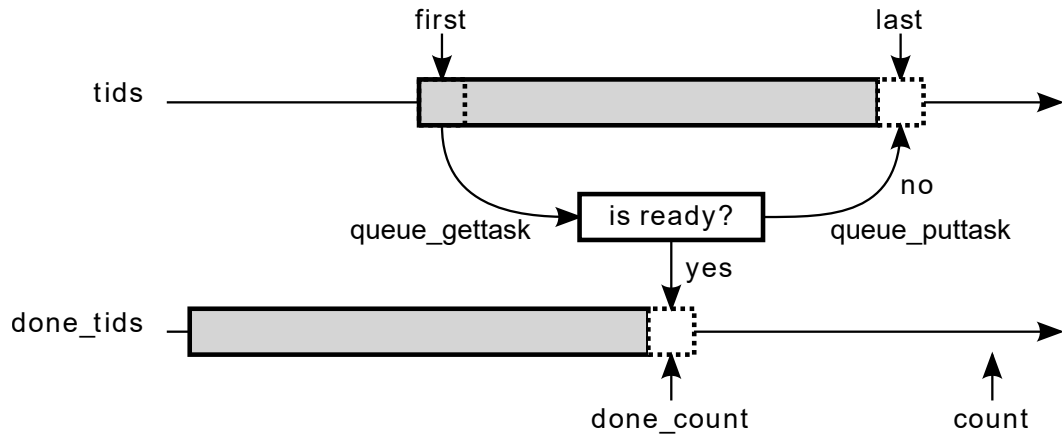 first
last
tids
no
is ready?
queue_gettask
queue_puttask
yes
done_tids
done_count
count